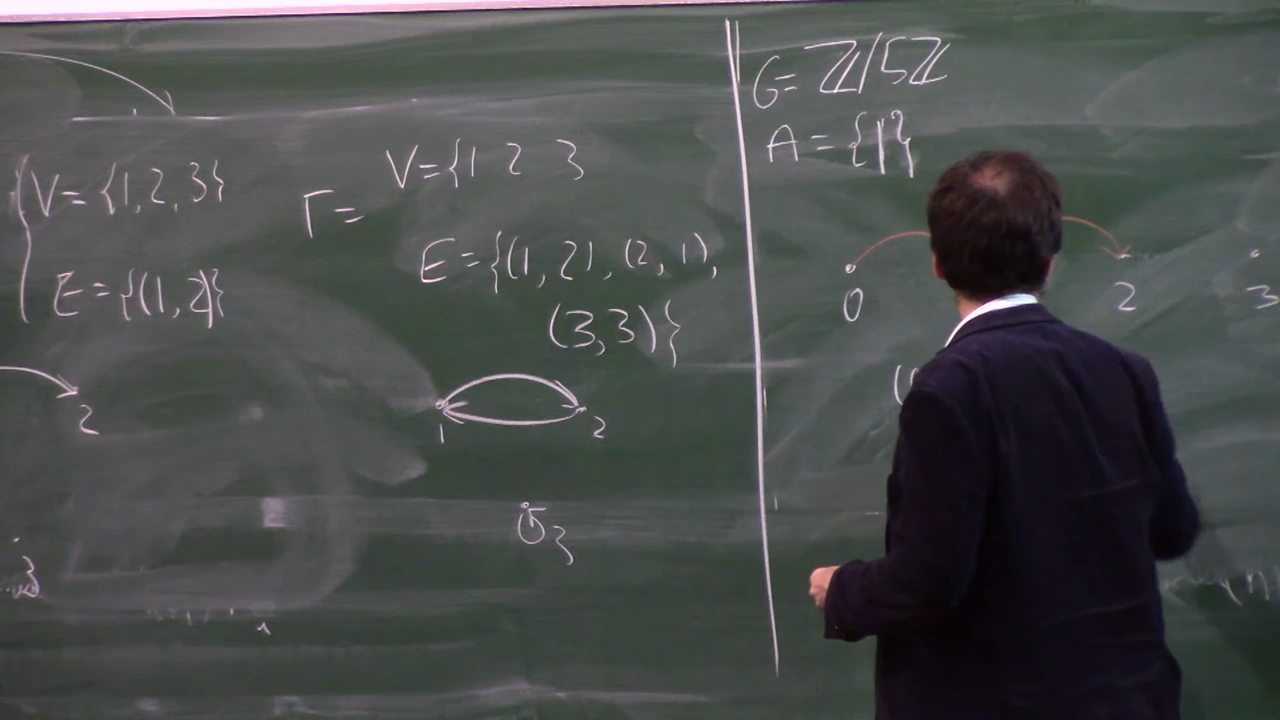 V={1,2,3}
E={(1,2)}
2
3
Γ=
V={1 2 3
E={(1,2),(2,1),
(3,3)}
1 2
3
G=ℤ/5ℤ
A={1}
0 2 3